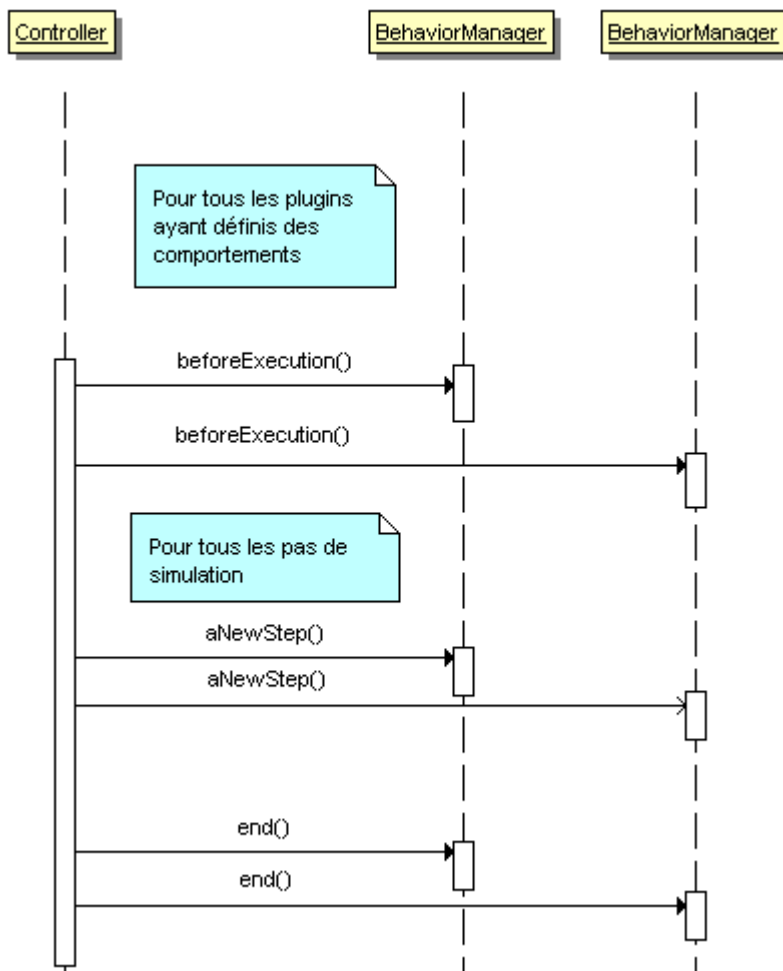 Controller
BehaviorManager
BehaviorManager
Pour tous les plugins
ayant définis des
comportements
beforeExecution()
beforeExecution()
Pour tous les pas de
simulation
aNewStep()
aNewStep()
end()
end()